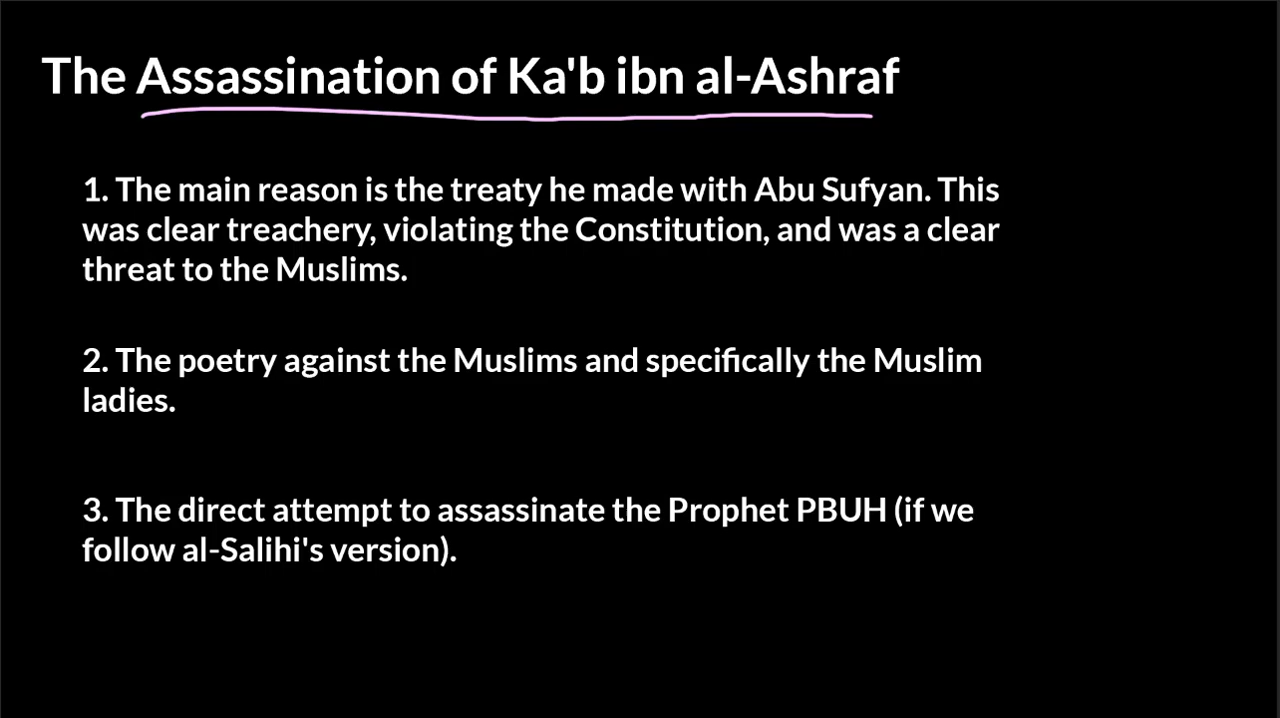 The Assassination of Ka'b ibn al-Ashraf
1. The main reason is the treaty he made with Abu Sufyan. This
was clear treachery, violating the Constitution, and was a clear
threat to the Muslims.
2. The poetry against the Muslims and specifically the Muslim
ladies.
3. The direct attempt to assassinate the Prophet PBUH (if we
follow al-Salihi's version).